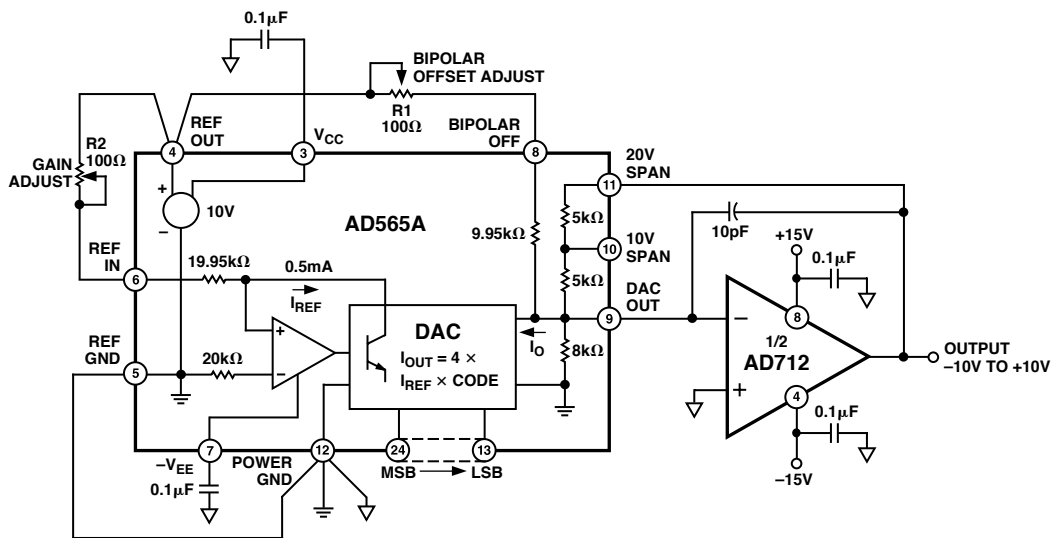 0.1μF
BIPOLAR
OFFSET ADJUST
R1
100Ω
REF
OUT
VCC
BIPOLAR
OFF
R2
100Ω
GAIN
ADJUST
4
3
8
20V
SPAN
11
+
10V
–
AD565A
9.95kΩ
5kΩ
10
10V
SPAN
5kΩ
10pF
+15V
0.1μF
REF
IN
6
19.95kΩ
0.5mA
IREF
DAC
OUT
9
8
–
DAC
IOUT = 4 ×
IREF × CODE
+
–
IO
8kΩ
1/2
AD712
+
OUTPUT
–10V TO +10V
REF
GND
5
20kΩ
4
0.1μF
–15V
7
–VEE
0.1μF
POWER
GND
12
24
13
MSB
LSB